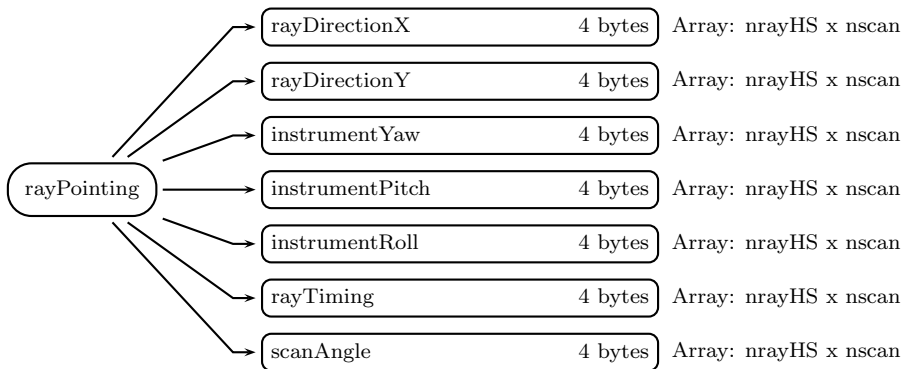 rayDirectionX 4 bytes Array: nrayHS x nscan
rayDirectionY 4 bytes Array: nrayHS x nscan
instrumentYaw 4 bytes Array: nrayHS x nscan
rayPointing instrumentPitch 4 bytes Array: nrayHS x nscan
instrumentRoll 4 bytes Array: nrayHS x nscan
rayTiming 4 bytes Array: nrayHS x nscan
scanAngle 4 bytes Array: nrayHS x nscan